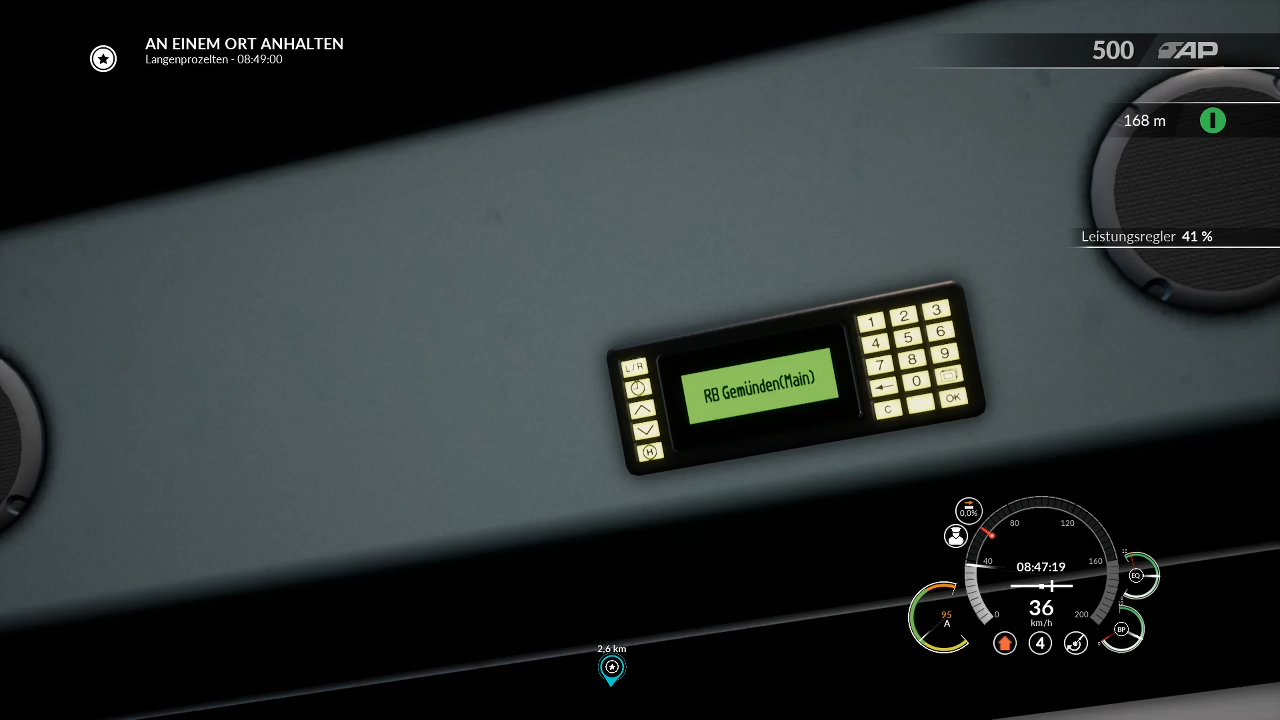 AN EINEM ORT ANHALTEN
Langenprozelten - 08:49:00
500 AP
168 m
Leistungsregler 41 %
RB Gemünden(Main)
L/R
H
1 2 3
4 5 6
7 8 9
0
C OK
0,0%
0 40 80 120 160 200
08:47:19
36
km/h
95
A
EQ
BP
4
2,6 km